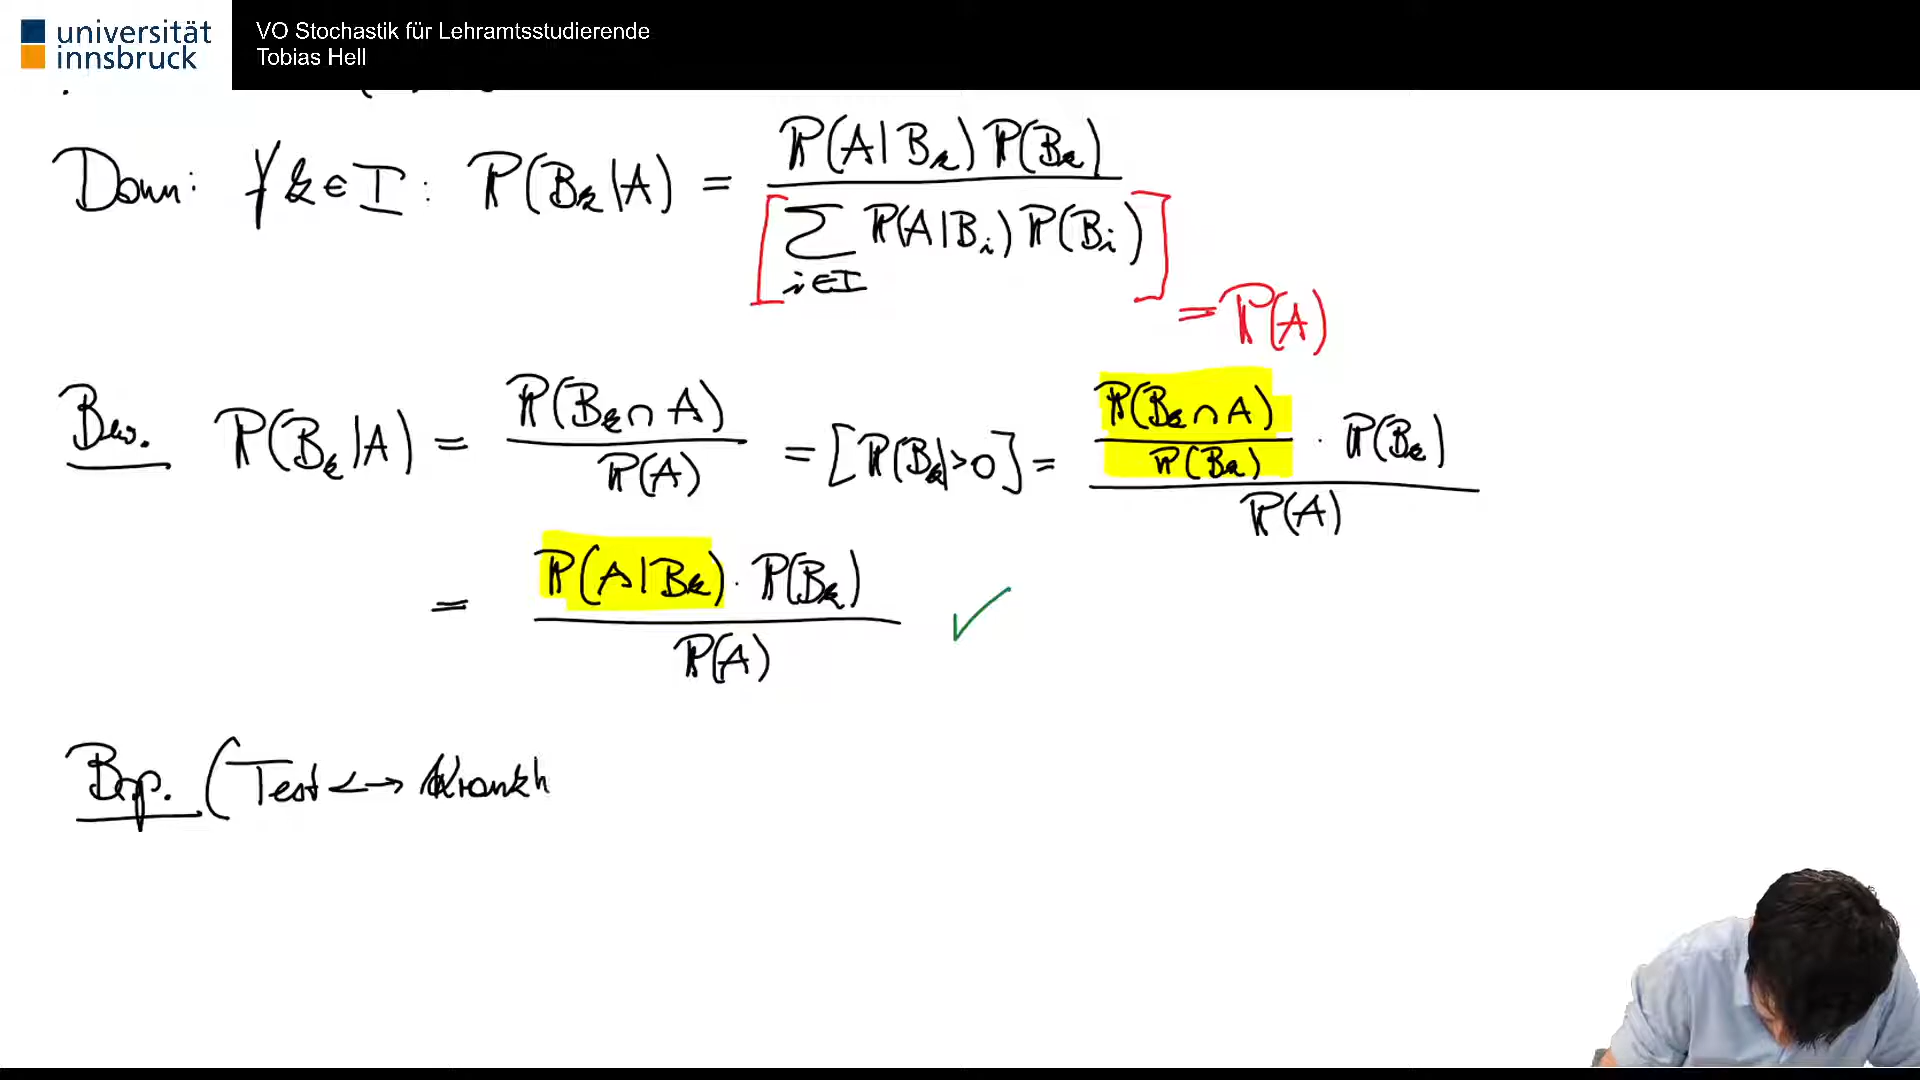 universität
innsbruck
VO Stochastik für Lehramtsstudierende
Tobias Hell
Dann: ∀ k ∈ I : P(B_k|A) = P(A|B_k) P(B_k) / [ ∑_{i∈I} P(A|B_i) P(B_i) ] = P(A)
Bew. P(B_k|A) = P(B_k ∩ A) / P(A) = [P(B_k)>0] = P(B_k ∩ A) / P(B_k) · P(B_k) / P(A)
= P(A|B_k) · P(B_k) / P(A) ✓
Bsp. (Test ↔ Krankh